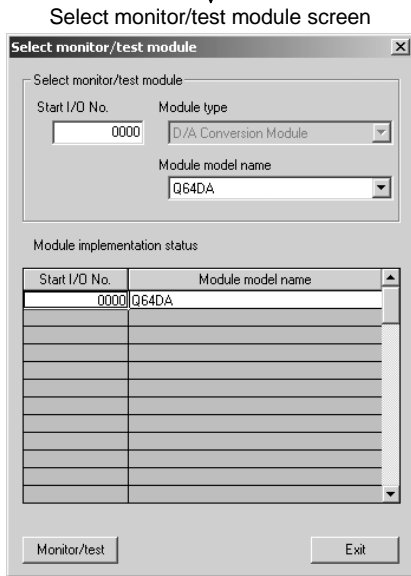 Select monitor/test module screen
Select monitor/test module
Select monitor/test module
Start I/O No.
Module type
0000
D/A Conversion Module
Module model name
Q64DA
Module implementation status
Start I/O No.
Module model name
0000
Q64DA
Monitor/test
Exit